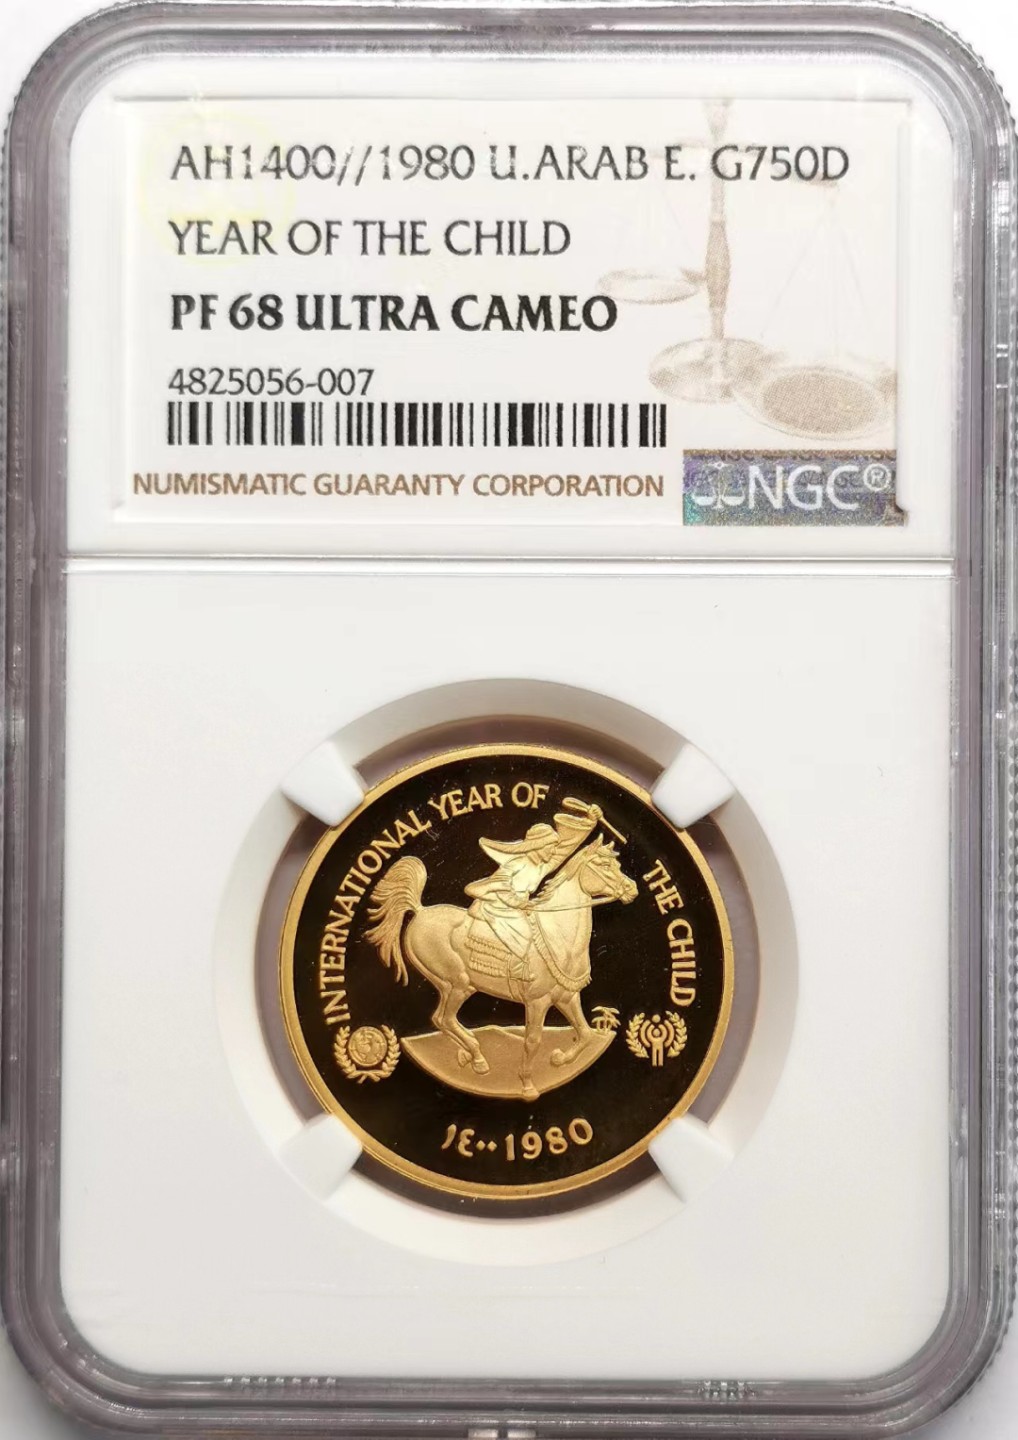 AH1400//1980 U.ARAB E. G750D
YEAR OF THE CHILD
PF 68 ULTRA CAMEO
4825056-007
NUMISMATIC GUARANTY CORPORATION
NGC®
INTERNATIONAL YEAR OF THE CHILD
١٤٠٠ 1980